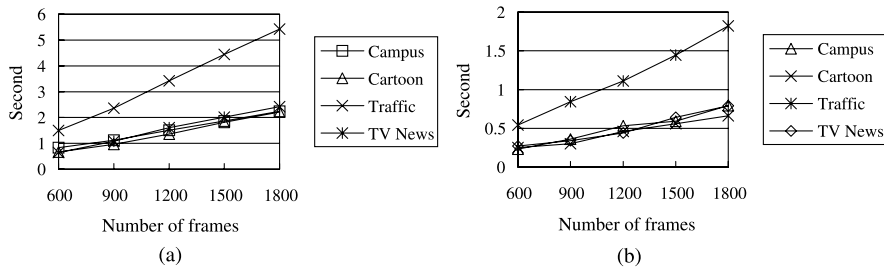 6
5
4
3
2
1
0
Second
600 900 1200 1500 1800
Number of frames
Campus
Cartoon
Traffic
TV News
(a)
2
1.5
1
0.5
0
Second
600 900 1200 1500 1800
Number of frames
Campus
Cartoon
Traffic
TV News
(b)